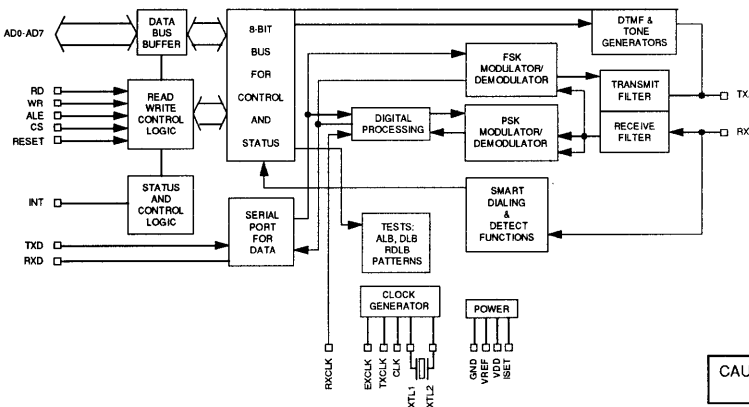 AD0-AD7
DATA
BUS
BUFFER
8-BIT
BUS
FOR
CONTROL
AND
STATUS
DTMF &
TONE
GENERATORS
FSK
MODULATOR/
DEMODULATOR
TRANSMIT
FILTER
RECEIVE
FILTER
RD
WR
ALE
CS
RESET
READ
WRITE
CONTROL
LOGIC
DIGITAL
PROCESSING
PSK
MODULATOR/
DEMODULATOR
INT
STATUS
AND
CONTROL
LOGIC
SMART
DIALING
&
DETECT
FUNCTIONS
TXD
RXD
SERIAL
PORT
FOR
DATA
TESTS:
ALB, DLB
RDLB
PATTERNS
CLOCK
GENERATOR
POWER
RXCLK
EXCLK
TXCLK
CLK
XTL1
XTL2
GND
VREF
VDD
ISET
CAU